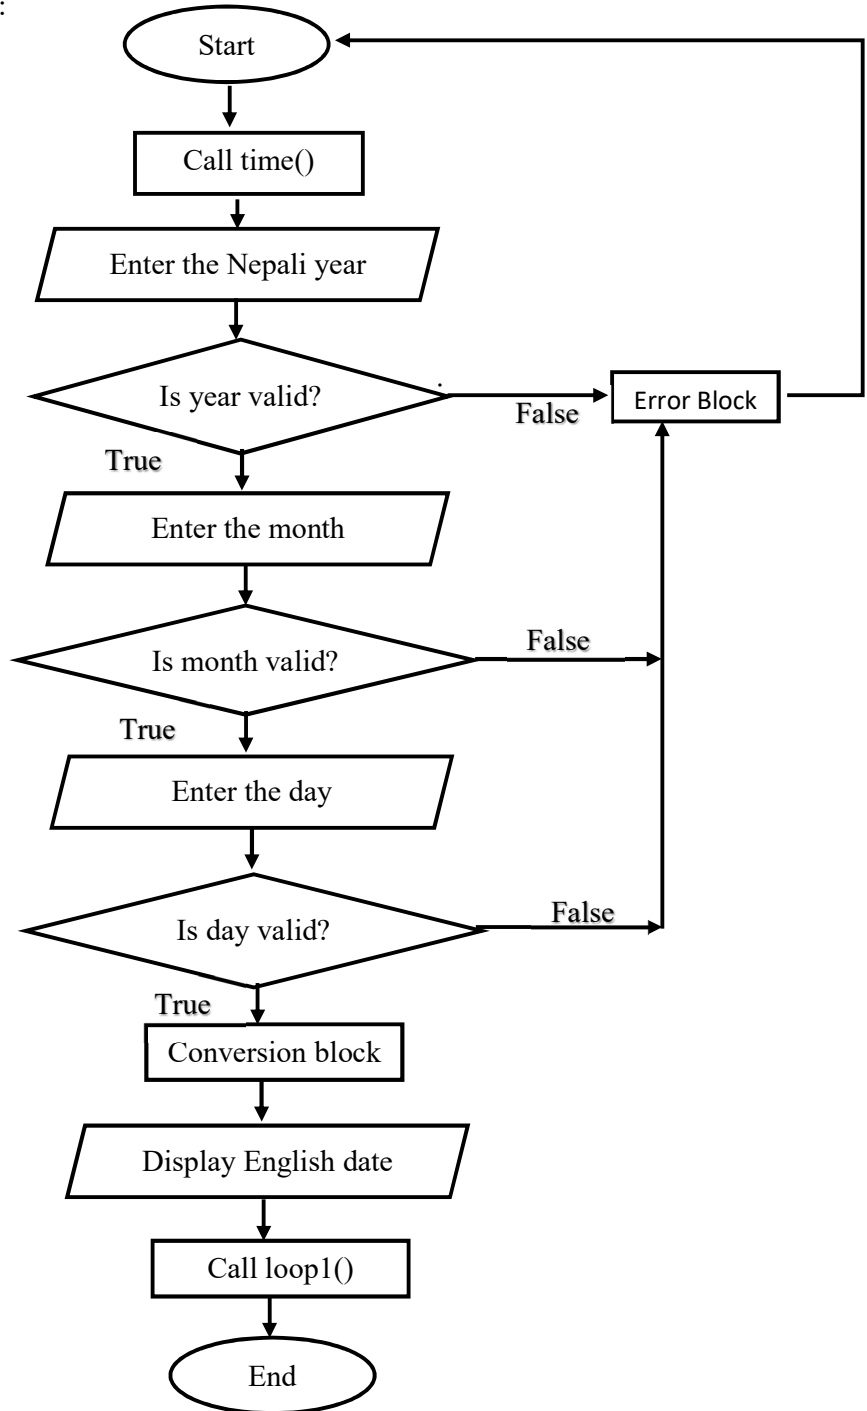 :
Start
Call time()
Enter the Nepali year
Is year valid?
False
Error Block
True
Enter the month
Is month valid?
False
True
Enter the day
Is day valid?
False
True
Conversion block
Display English date
Call loop1()
End